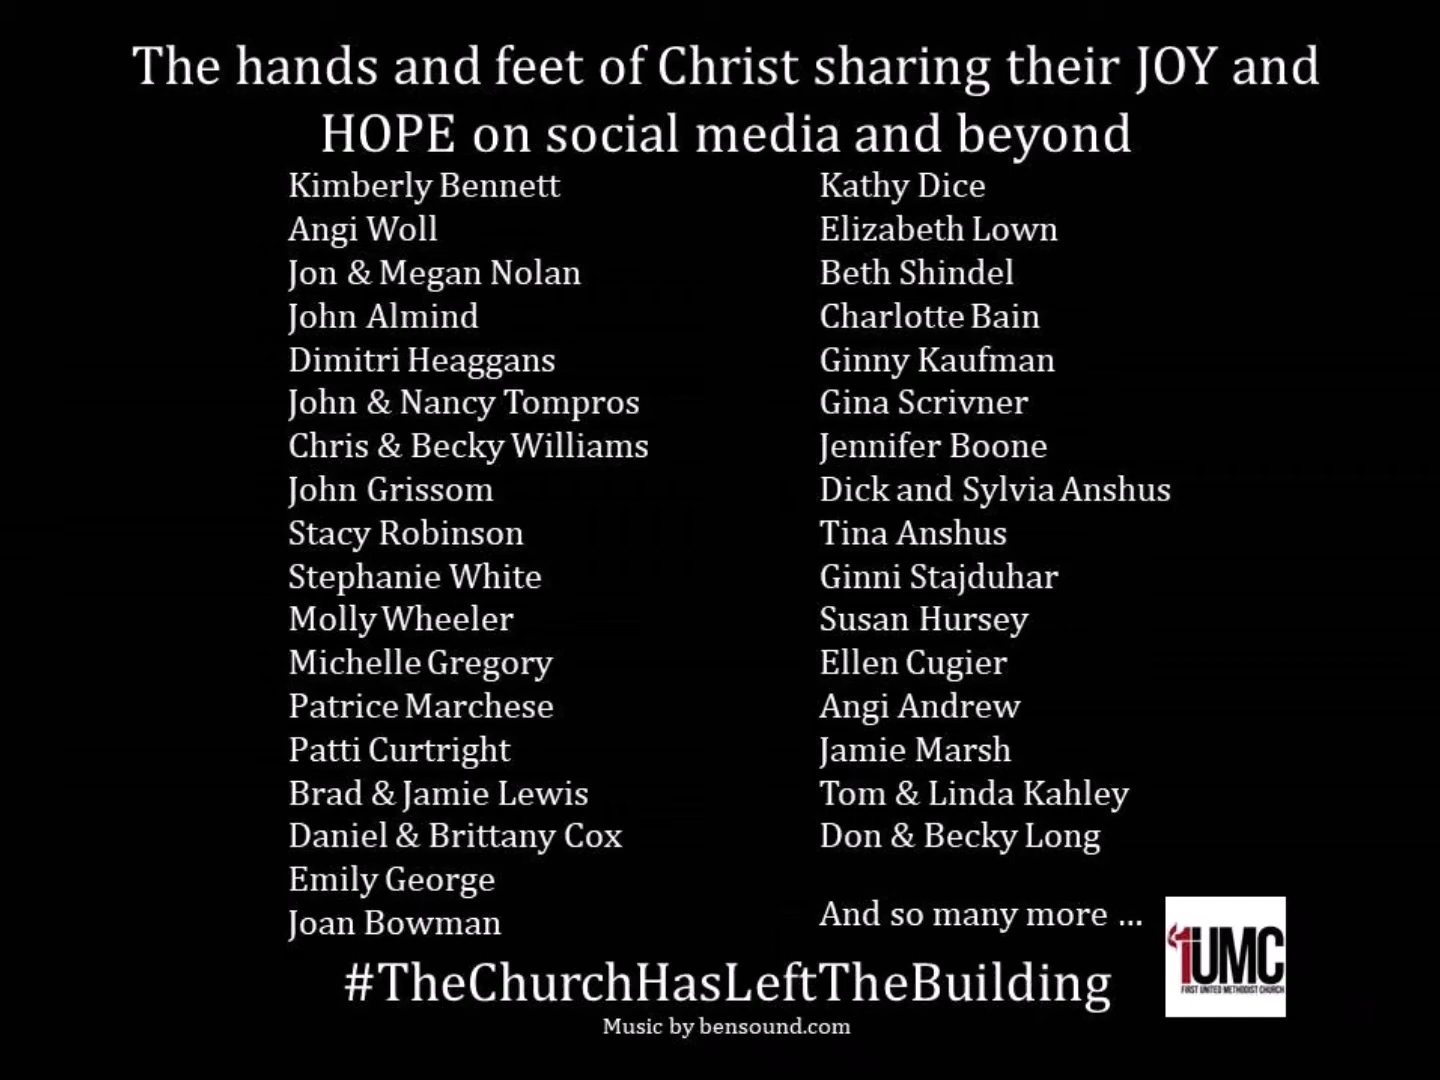 The hands and feet of Christ sharing their JOY and
HOPE on social media and beyond
Kimberly Bennett
Angi Woll
Jon & Megan Nolan
John Almind
Dimitri Heaggans
John & Nancy Tompros
Chris & Becky Williams
John Grissom
Stacy Robinson
Stephanie White
Molly Wheeler
Michelle Gregory
Patrice Marchese
Patti Curtright
Brad & Jamie Lewis
Daniel & Brittany Cox
Emily George
Joan Bowman
Kathy Dice
Elizabeth Lown
Beth Shindel
Charlotte Bain
Ginny Kaufman
Gina Scrivner
Jennifer Boone
Dick and Sylvia Anshus
Tina Anshus
Ginni Stajduhar
Susan Hursey
Ellen Cugier
Angi Andrew
Jamie Marsh
Tom & Linda Kahley
Don & Becky Long
And so many more ...
1UMC
FIRST UNITED METHODIST CHURCH
#TheChurchHasLeftTheBuilding
Music by bensound.com